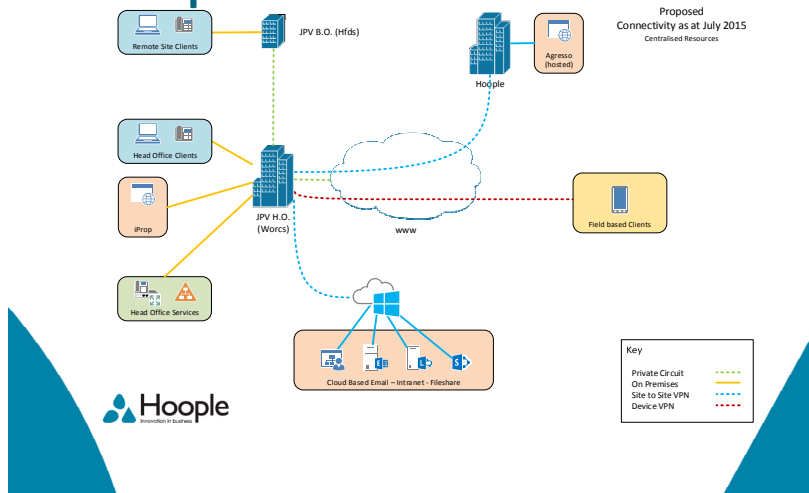 Proposed
Connectivity as at July 2015
Centralised Resources
JPV B.O. (Hfds)
Remote Site Clients
Agresso
(hosted)
Hoople
Head Office Clients
iProp
JPV H.O.
(Worcs)
www
Field based Clients
Head Office Services
E
L
S
Cloud Based Email – Intranet - Fileshare
Key
Private Circuit
On Premises
Site to Site VPN
Device VPN
Hoople
Innovation in business